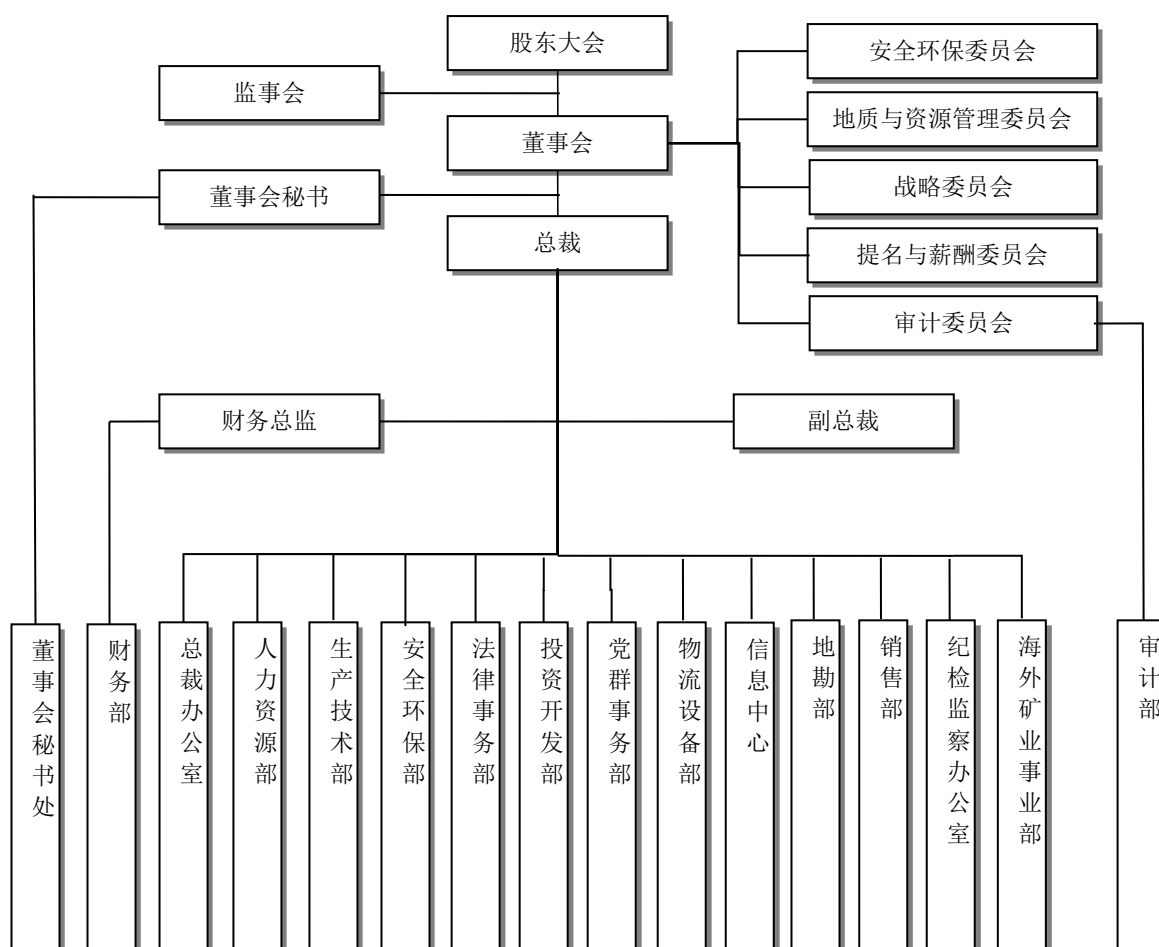 股东大会
安全环保委员会
监事会
地质与资源管理委员会
董事会
战略委员会
董事会秘书
总裁
提名与薪酬委员会
审计委员会
财务总监
副总裁
董事会秘书处
财务部
总裁办公室
人力资源部
生产技术部
安全环保部
法律事务部
投资开发部
党群事务部
物流设备部
信息中心
地勘部
销售部
纪检监察办公室
海外矿业事业部
审计部